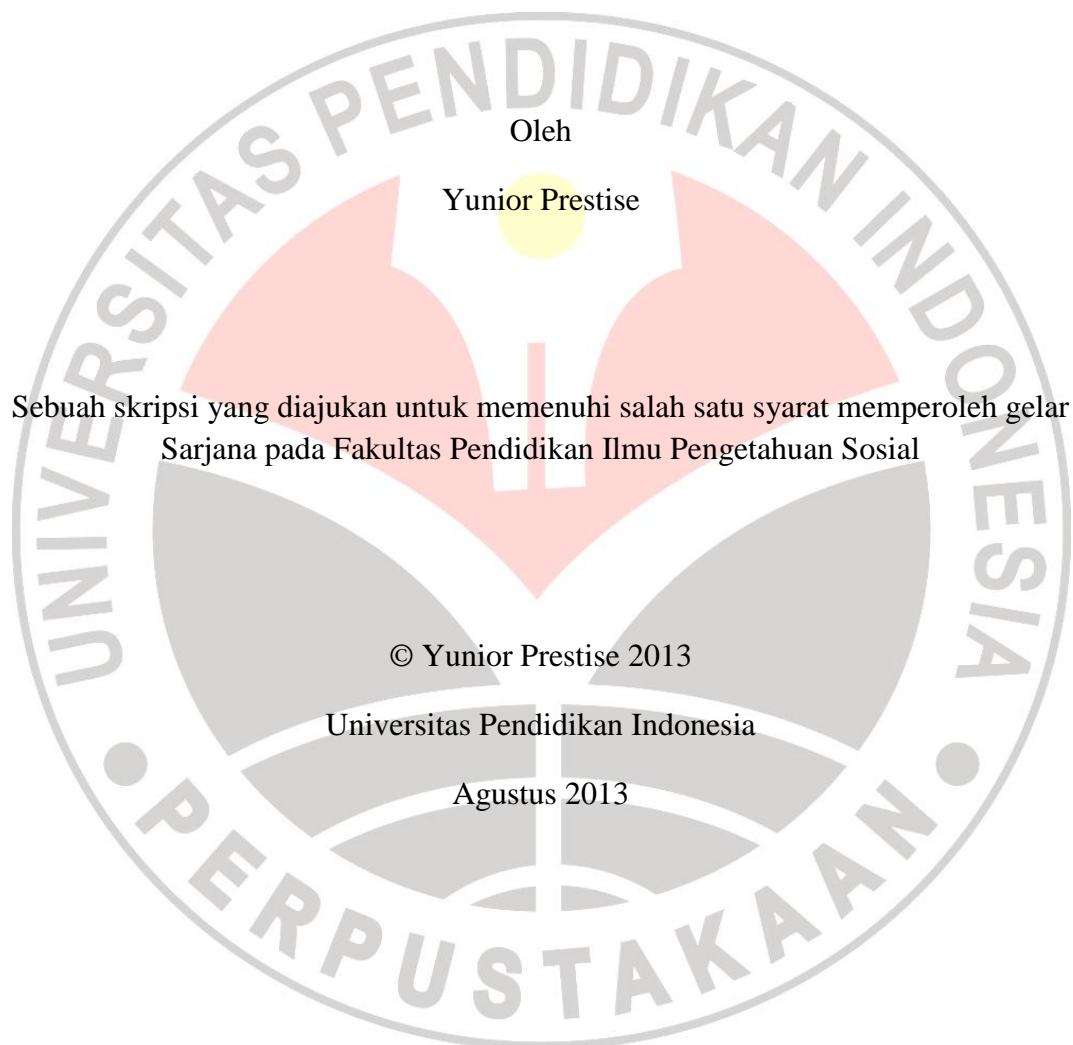 UNIVERSITAS PENDIDIKAN INDONESIA
Oleh
Yunior Prestise
Sebuah skripsi yang diajukan untuk memenuhi salah satu syarat memperoleh gelar
Sarjana pada Fakultas Pendidikan Ilmu Pengetahuan Sosial
© Yunior Prestise 2013
Universitas Pendidikan Indonesia
Agustus 2013
PERPUSTAKAAN